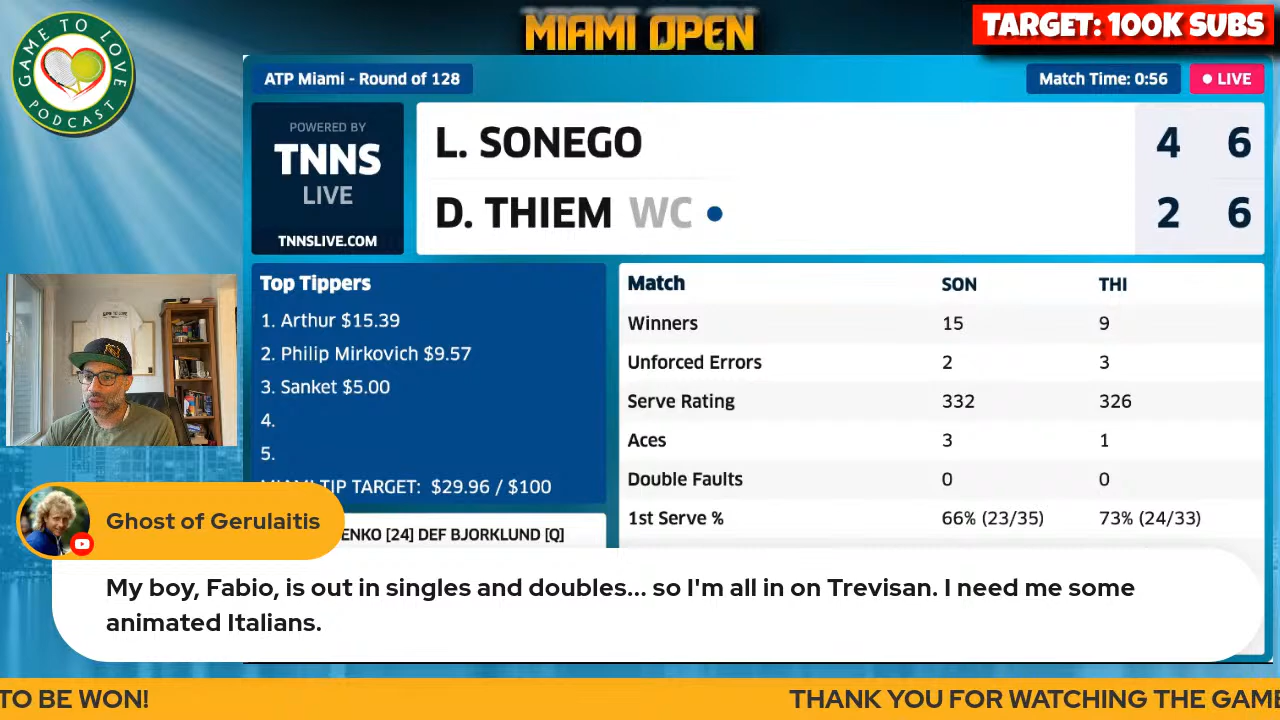 GAME TO LOVE
PODCAST
MIAMI OPEN
TARGET: 100K SUBS
ATP Miami - Round of 128
Match Time: 0:56
LIVE
POWERED BY
TNNS
LIVE
TNNSLIVE.COM
L. SONEGO 4 6
D. THIEM WC 2 6
Top Tippers
1. Arthur $15.39
2. Philip Mirkovich $9.57
3. Sanket $5.00
4.
5.
MIAMI TIP TARGET: $29.96 / $100
ENKO [24] DEF BJORKLUND [Q]
Match SON THI
Winners 15 9
Unforced Errors 2 3
Serve Rating 332 326
Aces 3 1
Double Faults 0 0
1st Serve % 66% (23/35) 73% (24/33)
Ghost of Gerulaitis
My boy, Fabio, is out in singles and doubles... so I'm all in on Trevisan. I need me some
animated Italians.
TO BE WON! THANK YOU FOR WATCHING THE GAME